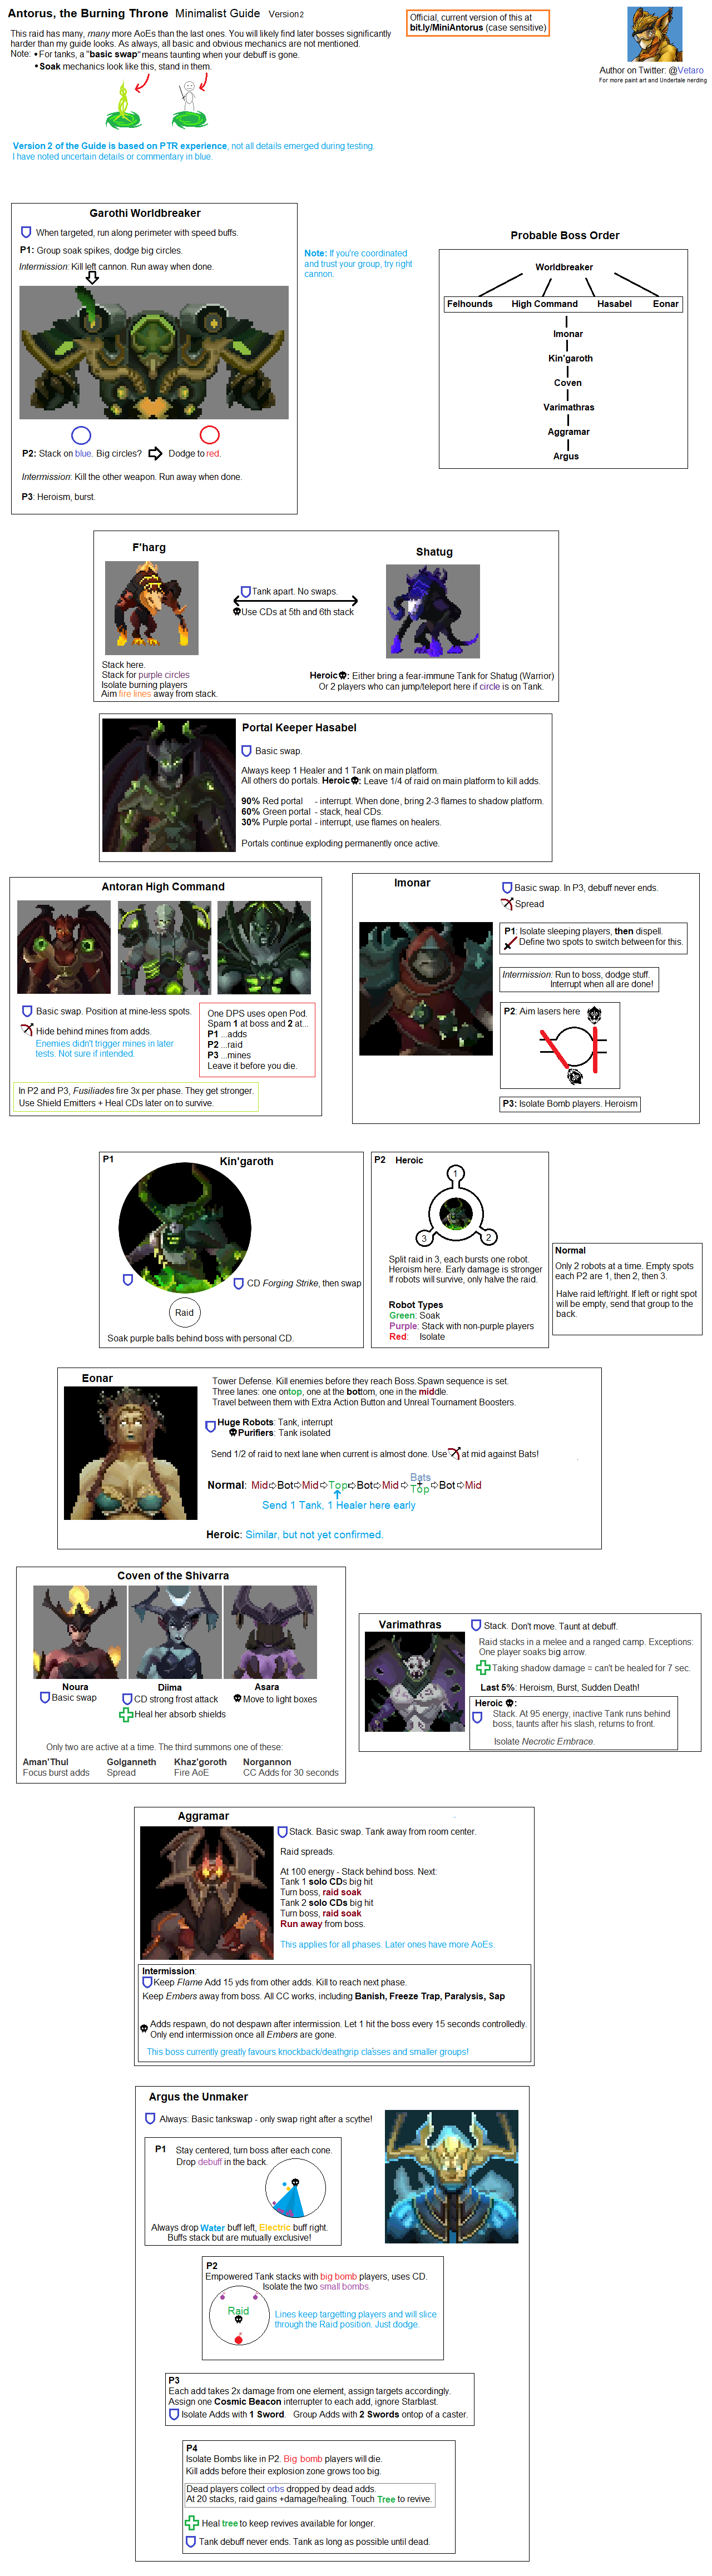 Antorus, the Burning Throne Minimalist Guide Version2
This raid has many, many more AoEs than the last ones. You will likely find later bosses significantly
harder than my guide looks. As always, all basic and obvious mechanics are not mentioned.
Note: • For tanks, a "basic swap" means taunting when your debuff is gone.
• Soak mechanics look like this, stand in them.
Official, current version of this at
bit.ly/MiniAntorus (case sensitive)
Author on Twitter: @Vetaro
For more paint art and Undertale nerding
Version 2 of the Guide is based on PTR experience, not all details emerged during testing.
I have noted uncertain details or commentary in blue.
Garothi Worldbreaker
When targeted, run along perimeter with speed buffs.
P1: Group soak spikes, dodge big circles.
Intermission: Kill left cannon. Run away when done.
P2: Stack on blue. Big circles? Dodge to red.
Intermission: Kill the other weapon. Run away when done.
P3: Heroism, burst.
Note: If you're coordinated
and trust your group, try right
cannon.
Probable Boss Order
Worldbreaker
Felhounds High Command Hasabel Eonar
Imonar
Kin'garoth
Coven
Varimathras
Aggramar
Argus
F'harg
Shatug
Tank apart. No swaps.
Use CDs at 5th and 6th stack
Stack here.
Stack for purple circles
Isolate burning players
Aim fire lines away from stack.
Heroic: Either bring a fear-immune Tank for Shatug (Warrior)
Or 2 players who can jump/teleport here if circle is on Tank.
Portal Keeper Hasabel
Basic swap.
Always keep 1 Healer and 1 Tank on main platform.
All others do portals. Heroic: Leave 1/4 of raid on main platform to kill adds.
90% Red portal - interrupt. When done, bring 2-3 flames to shadow platform.
60% Green portal - stack, heal CDs.
30% Purple portal - interrupt, use flames on healers.
Portals continue exploding permanently once active.
Antoran High Command
Basic swap. Position at mine-less spots.
Hide behind mines from adds.
Enemies didn't trigger mines in later
tests. Not sure if intended.
One DPS uses open Pod.
Spam 1 at boss and 2 at...
P1 ...adds
P2 ...raid
P3 ...mines
Leave it before you die.
In P2 and P3, Fusiliades fire 3x per phase. They get stronger.
Use Shield Emitters + Heal CDs later on to survive.
Imonar
Basic swap. In P3, debuff never ends.
Spread
P1: Isolate sleeping players, then dispell.
Define two spots to switch between for this.
Intermission: Run to boss, dodge stuff.
Interrupt when all are done!
P2: Aim lasers here
P3: Isolate Bomb players. Heroism
P1
Kin'garoth
CD Forging Strike, then swap
Raid
Soak purple balls behind boss with personal CD.
P2 Heroic
1
3
2
Split raid in 3, each bursts one robot.
Heroism here. Early damage is stronger
If robots will survive, only halve the raid.
Robot Types
Green: Soak
Purple: Stack with non-purple players
Red: Isolate
Normal
Only 2 robots at a time. Empty spots
each P2 are 1, then 2, then 3.
Halve raid left/right. If left or right spot
will be empty, send that group to the
back.
Eonar
Tower Defense. Kill enemies before they reach Boss.Spawn sequence is set.
Three lanes: one ontop, one at the bottom, one in the middle.
Travel between them with Extra Action Button and Unreal Tournament Boosters.
Huge Robots: Tank, interrupt
Purifiers: Tank isolated
Send 1/2 of raid to next lane when current is almost done. Use at mid against Bats!
Bats
+
Normal: Mid⇨Bot⇨Mid⇨Top⇨Bot⇨Mid⇨Top⇨Bot⇨Mid
Send 1 Tank, 1 Healer here early
Heroic: Similar, but not yet confirmed.
Coven of the Shivarra
Noura
Basic swap
Diima
CD strong frost attack
Heal her absorb shields
Asara
Move to light boxes
Only two are active at a time. The third summons one of these:
Aman'Thul Golganneth Khaz'goroth Norgannon
Focus burst adds Spread Fire AoE CC Adds for 30 seconds
Varimathras
Stack. Don't move. Taunt at debuff.
Raid stacks in a melee and a ranged camp. Exceptions:
One player soaks big arrow.
Taking shadow damage = can't be healed for 7 sec.
Last 5%: Heroism, Burst, Sudden Death!
Heroic:
Stack. At 95 energy, inactive Tank runs behind
boss, taunts after his slash, returns to front.
Isolate Necrotic Embrace.
Aggramar
Stack. Basic swap. Tank away from room center.
Raid spreads.
At 100 energy - Stack behind boss. Next:
Tank 1 solo CDs big hit
Turn boss, raid soak
Tank 2 solo CDs big hit
Turn boss, raid soak
Run away from boss.
This applies for all phases. Later ones have more AoEs.
Intermission:
Keep Flame Add 15 yds from other adds. Kill to reach next phase.
Keep Embers away from boss. All CC works, including Banish, Freeze Trap, Paralysis, Sap
Adds respawn, do not despawn after intermission. Let 1 hit the boss every 15 seconds controlledly.
Only end intermission once all Embers are gone.
This boss currently greatly favours knockback/deathgrip classes and smaller groups!
Argus the Unmaker
Always: Basic tankswap - only swap right after a scythe!
P1 Stay centered, turn boss after each cone.
Drop debuff in the back.
Always drop Water buff left, Electric buff right.
Buffs stack but are mutually exclusive!
P2
Empowered Tank stacks with big bomb players, uses CD.
Isolate the two small bombs.
Raid
Lines keep targetting players and will slice
through the Raid position. Just dodge.
P3
Each add takes 2x damage from one element, assign targets accordingly.
Assign one Cosmic Beacon interrupter to each add, ignore Starblast.
Isolate Adds with 1 Sword. Group Adds with 2 Swords ontop of a caster.
P4
Isolate Bombs like in P2. Big bomb players will die.
Kill adds before their explosion zone grows too big.
Dead players collect orbs dropped by dead adds.
At 20 stacks, raid gains +damage/healing. Touch Tree to revive.
Heal tree to keep revives available for longer.
Tank debuff never ends. Tank as long as possible until dead.